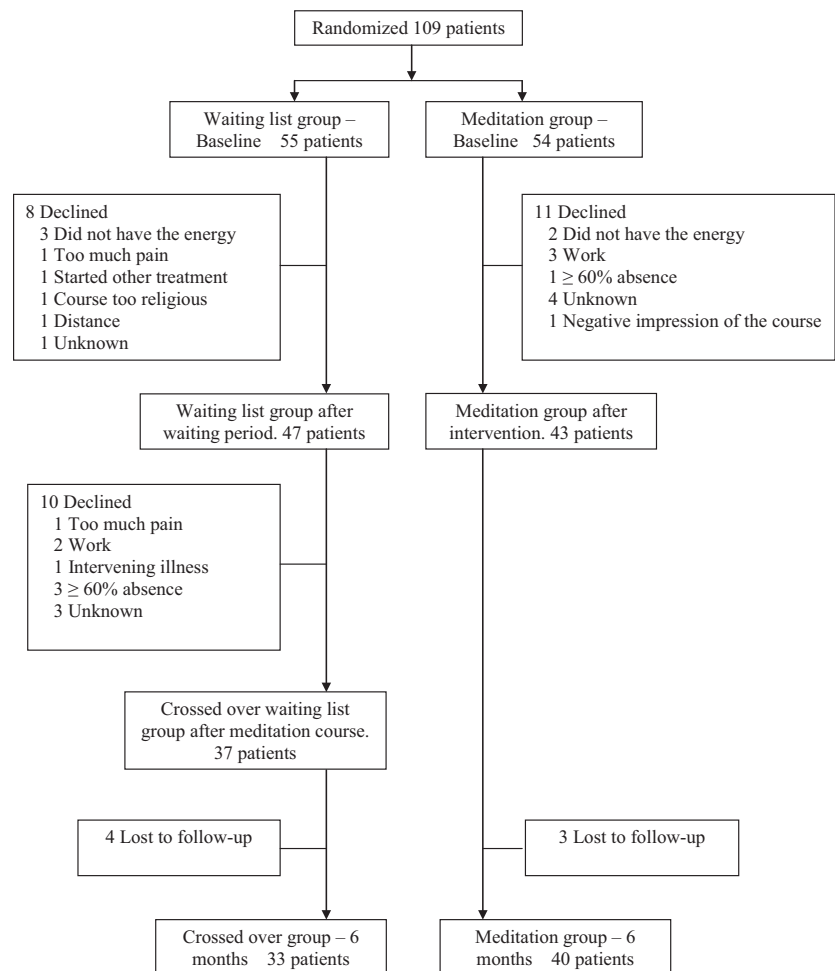 Randomized 109 patients
Waiting list group –
Baseline 55 patients
Meditation group –
Baseline 54 patients
8 Declined
3 Did not have the energy
1 Too much pain
1 Started other treatment
1 Course too religious
1 Distance
1 Unknown
11 Declined
2 Did not have the energy
3 Work
1 ≥ 60% absence
4 Unknown
1 Negative impression of the course
Waiting list group after
waiting period. 47 patients
Meditation group after
intervention. 43 patients
10 Declined
1 Too much pain
2 Work
1 Intervening illness
3 ≥ 60% absence
3 Unknown
Crossed over waiting list
group after meditation course.
37 patients
4 Lost to follow-up
3 Lost to follow-up
Crossed over group – 6
months 33 patients
Meditation group – 6
months 40 patients